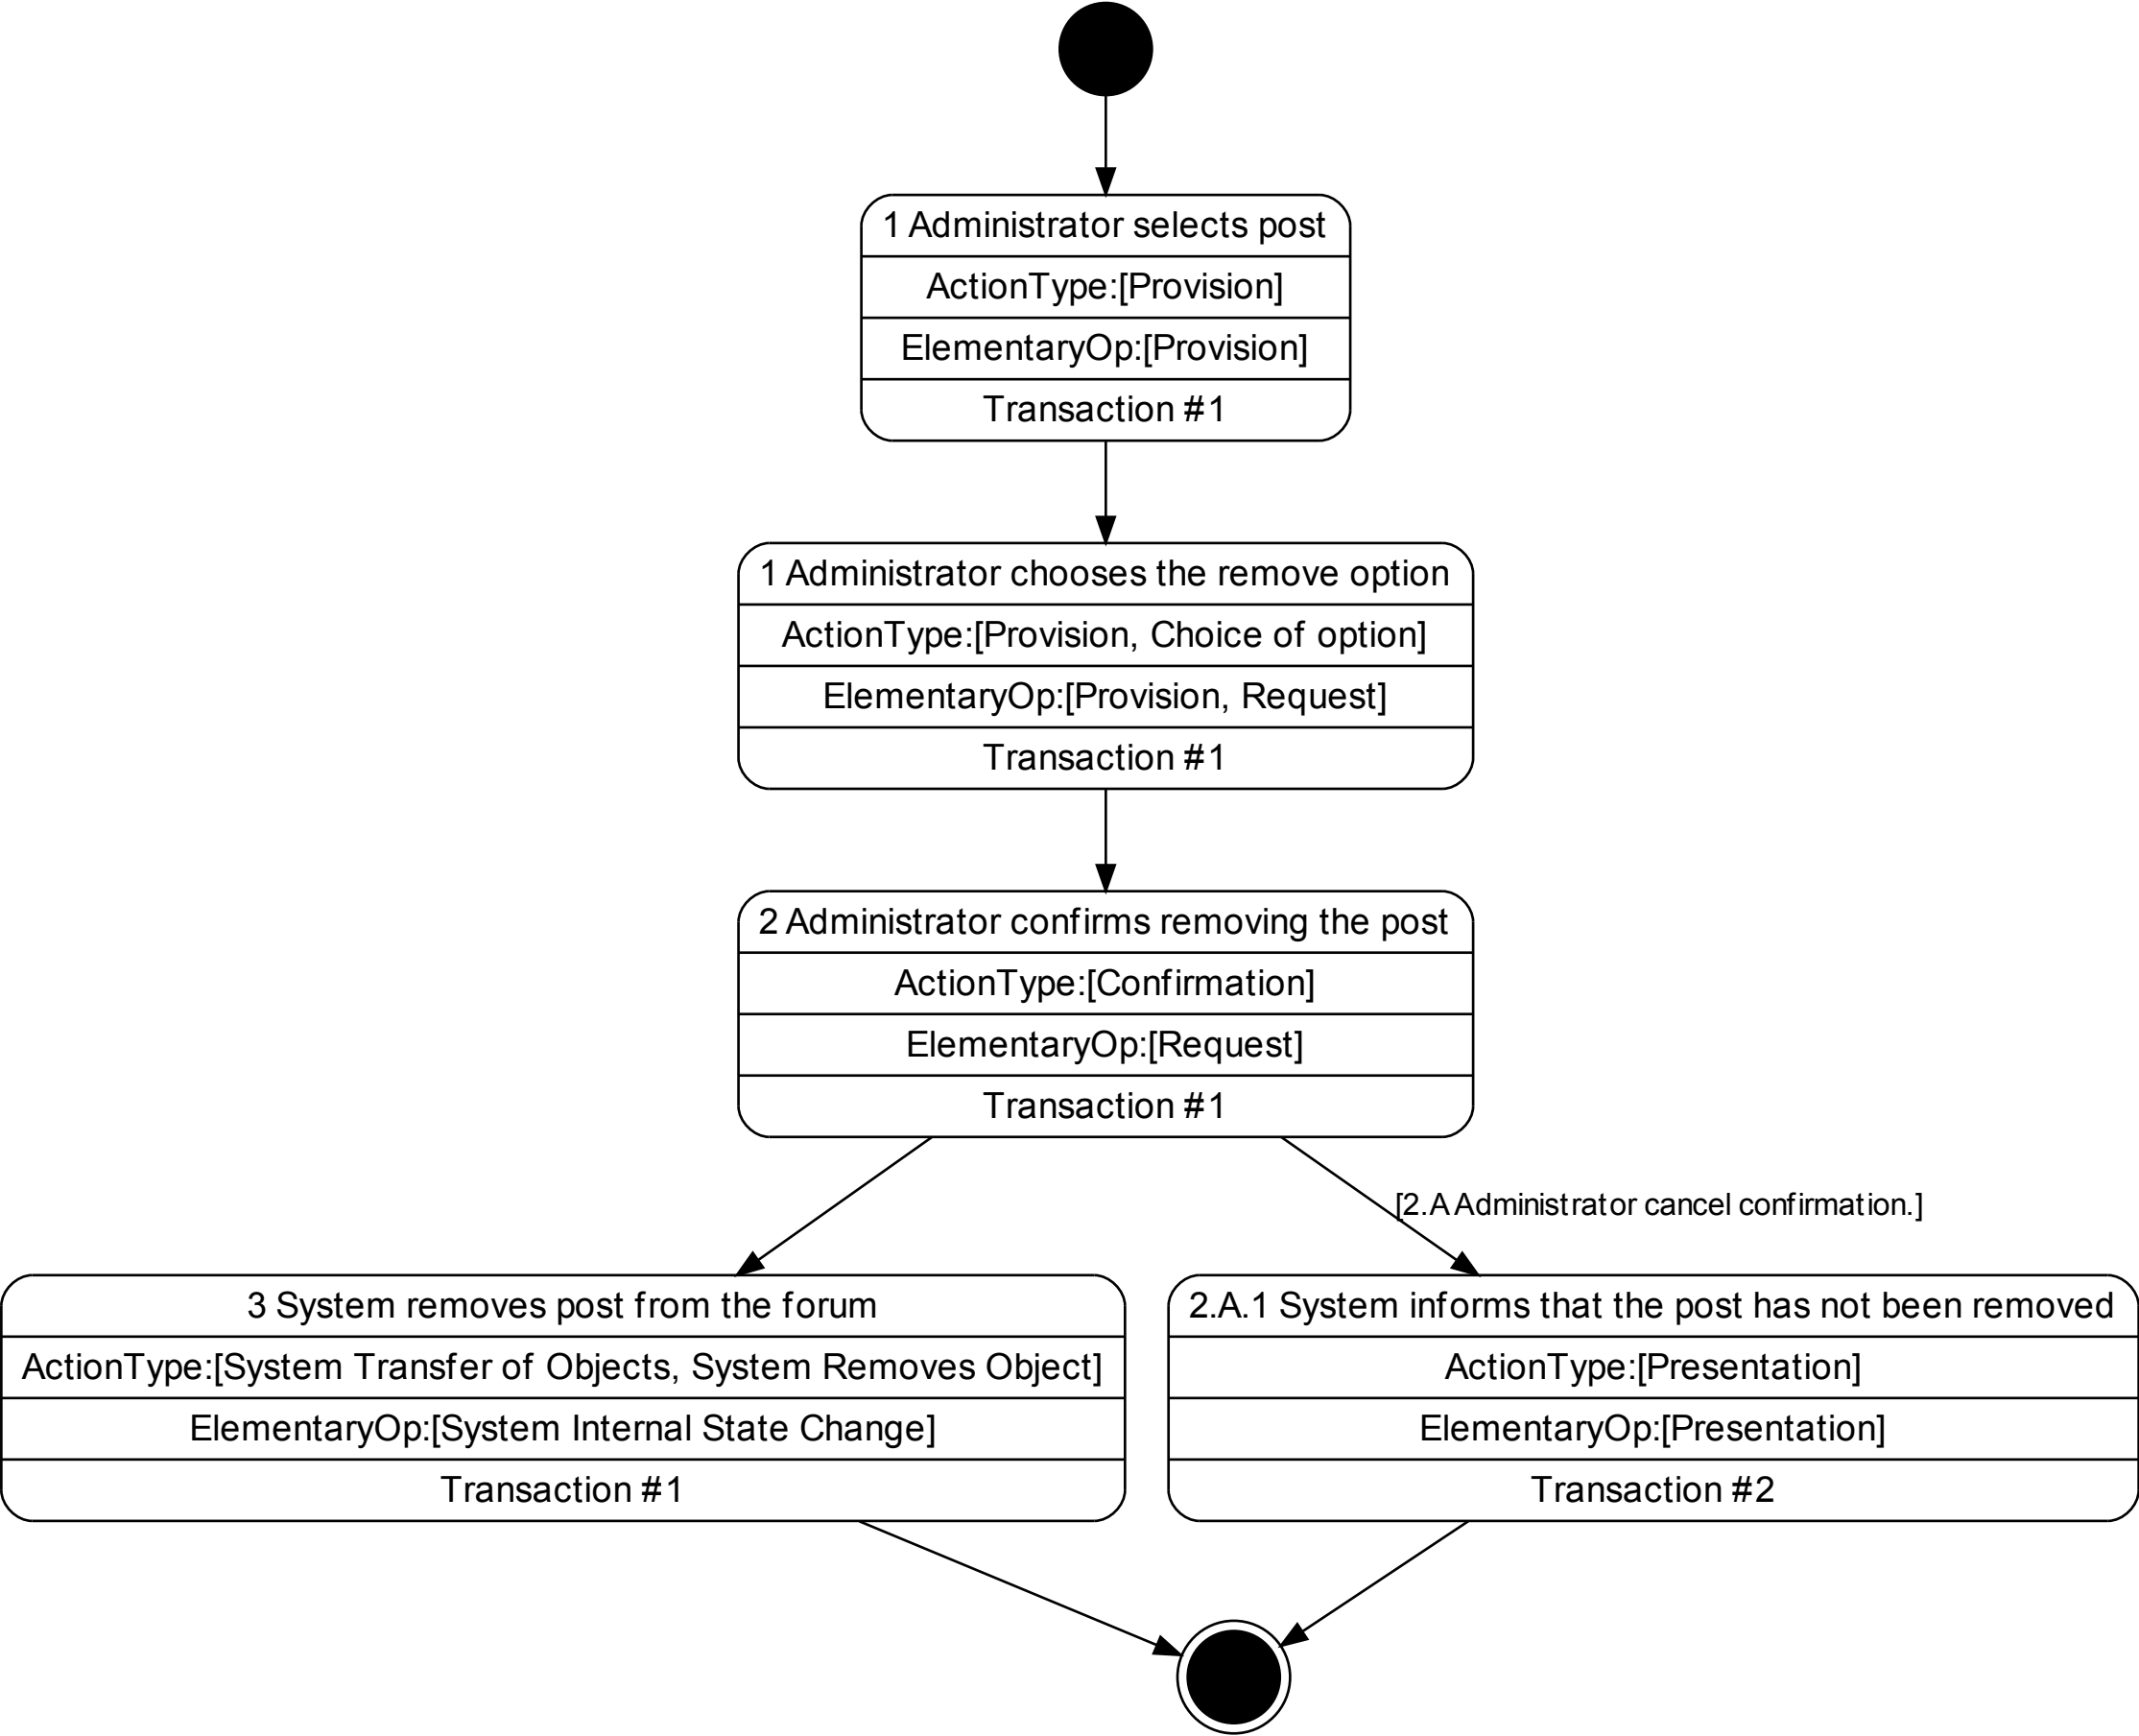 1 Administrator selects post
ActionType:[Provision]
ElementaryOp:[Provision]
Transaction #1
1 Administrator chooses the remove option
ActionType:[Provision, Choice of option]
ElementaryOp:[Provision, Request]
Transaction #1
2 Administrator confirms removing the post
ActionType:[Confirmation]
ElementaryOp:[Request]
Transaction #1
[2.A Administrator cancel confirmation.]
3 System removes post from the forum
ActionType:[System Transfer of Objects, System Removes Object]
ElementaryOp:[System Internal State Change]
Transaction #1
2.A.1 System informs that the post has not been removed
ActionType:[Presentation]
ElementaryOp:[Presentation]
Transaction #2